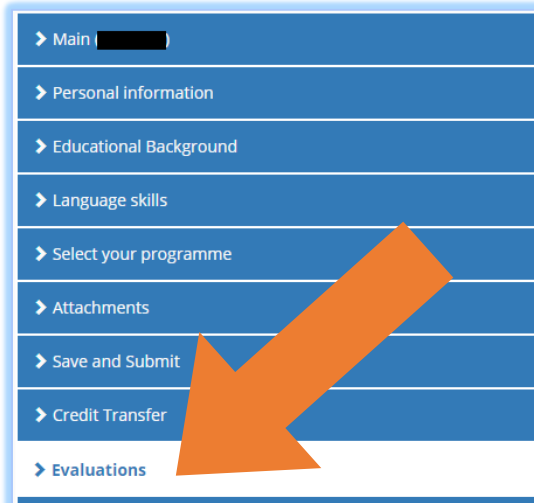 Main ( )
Personal information
Educational Background
Language skills
Select your programme
Attachments
Save and Submit
Credit Transfer
Evaluations